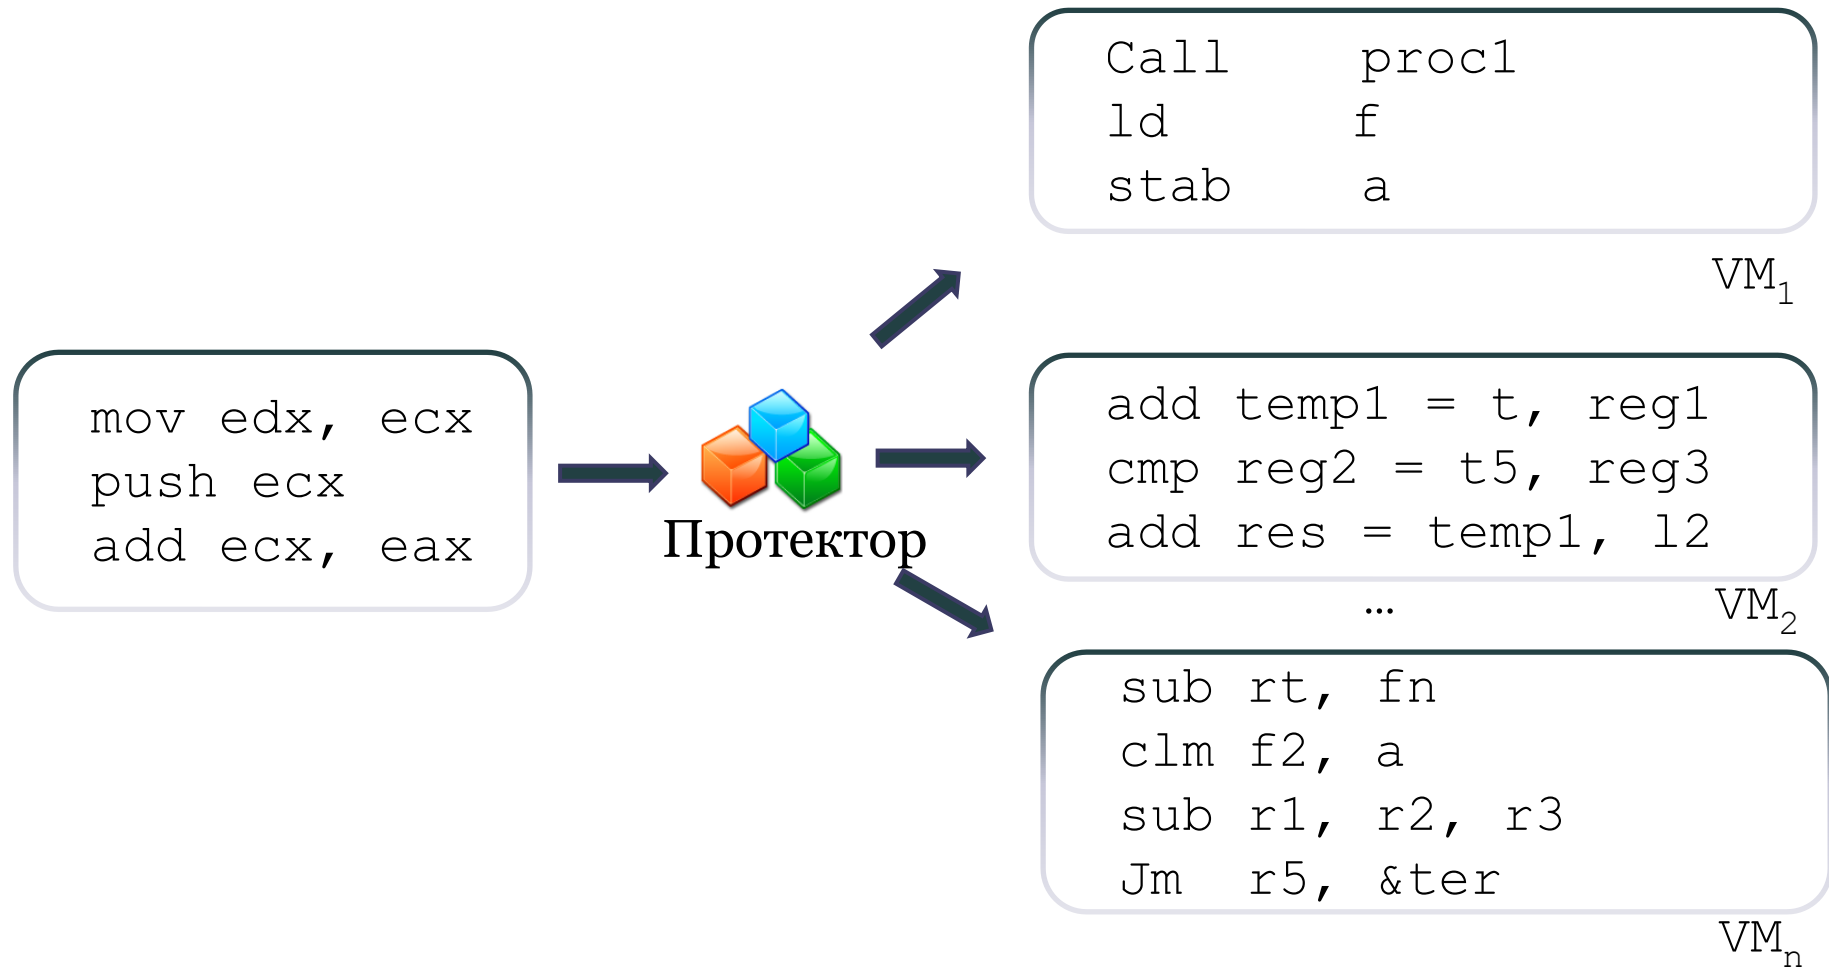 Call proc1
ld f
stab a
VM1
mov edx, ecx
push ecx
add ecx, eax
Протектор
add temp1 = t, reg1
cmp reg2 = t5, reg3
add res = temp1, l2
…
VM2
sub rt, fn
clm f2, a
sub r1, r2, r3
Jm r5, &ter
VMn